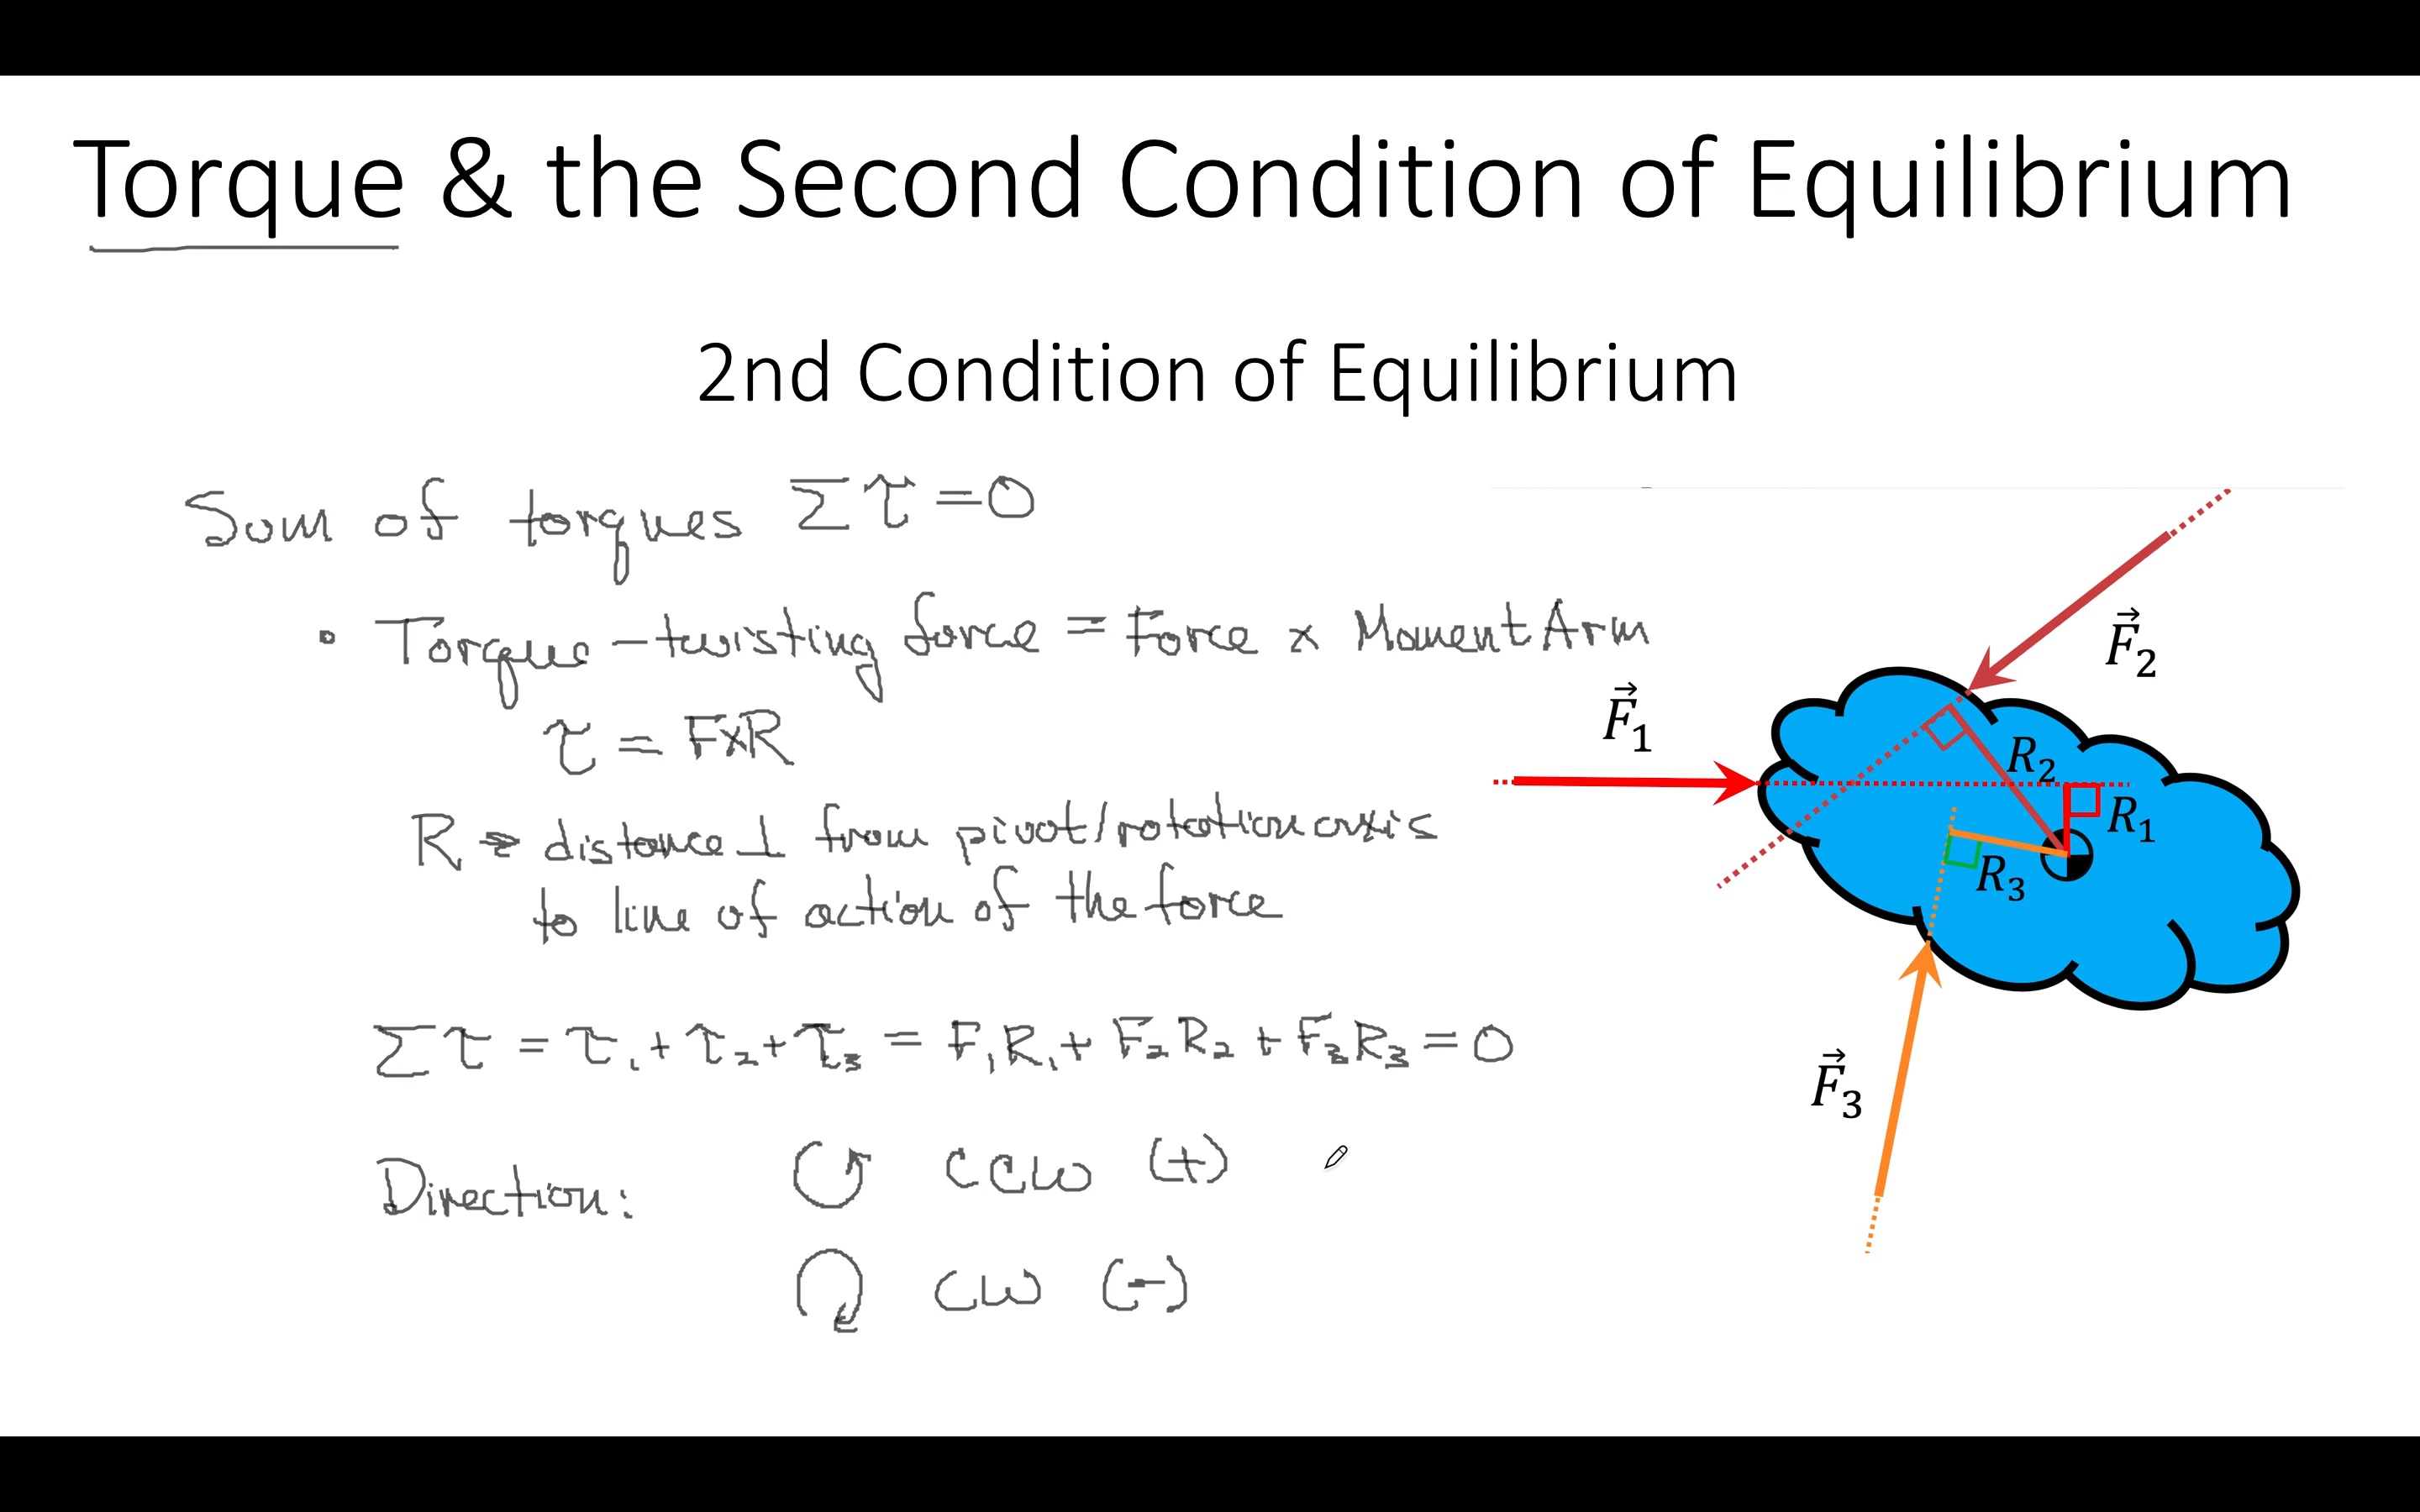 Torque & the Second Condition of Equilibrium
2nd Condition of Equilibrium
Sum of torques Στ=0
• Torque - twisting force = Force x Moment Arm
τ = FxR
R = distance ⊥ from pivot/rotation axis
to line of action of the force
Στ = τ₁ + τ₂ + τ₃ = F₁R₁ + F₂R₂ + F₃R₃ = 0
Direction: ↺ CCW (+)
↻ CW (-)
F⃗₁
F⃗₂
R₂
R₁
R₃
F⃗₃